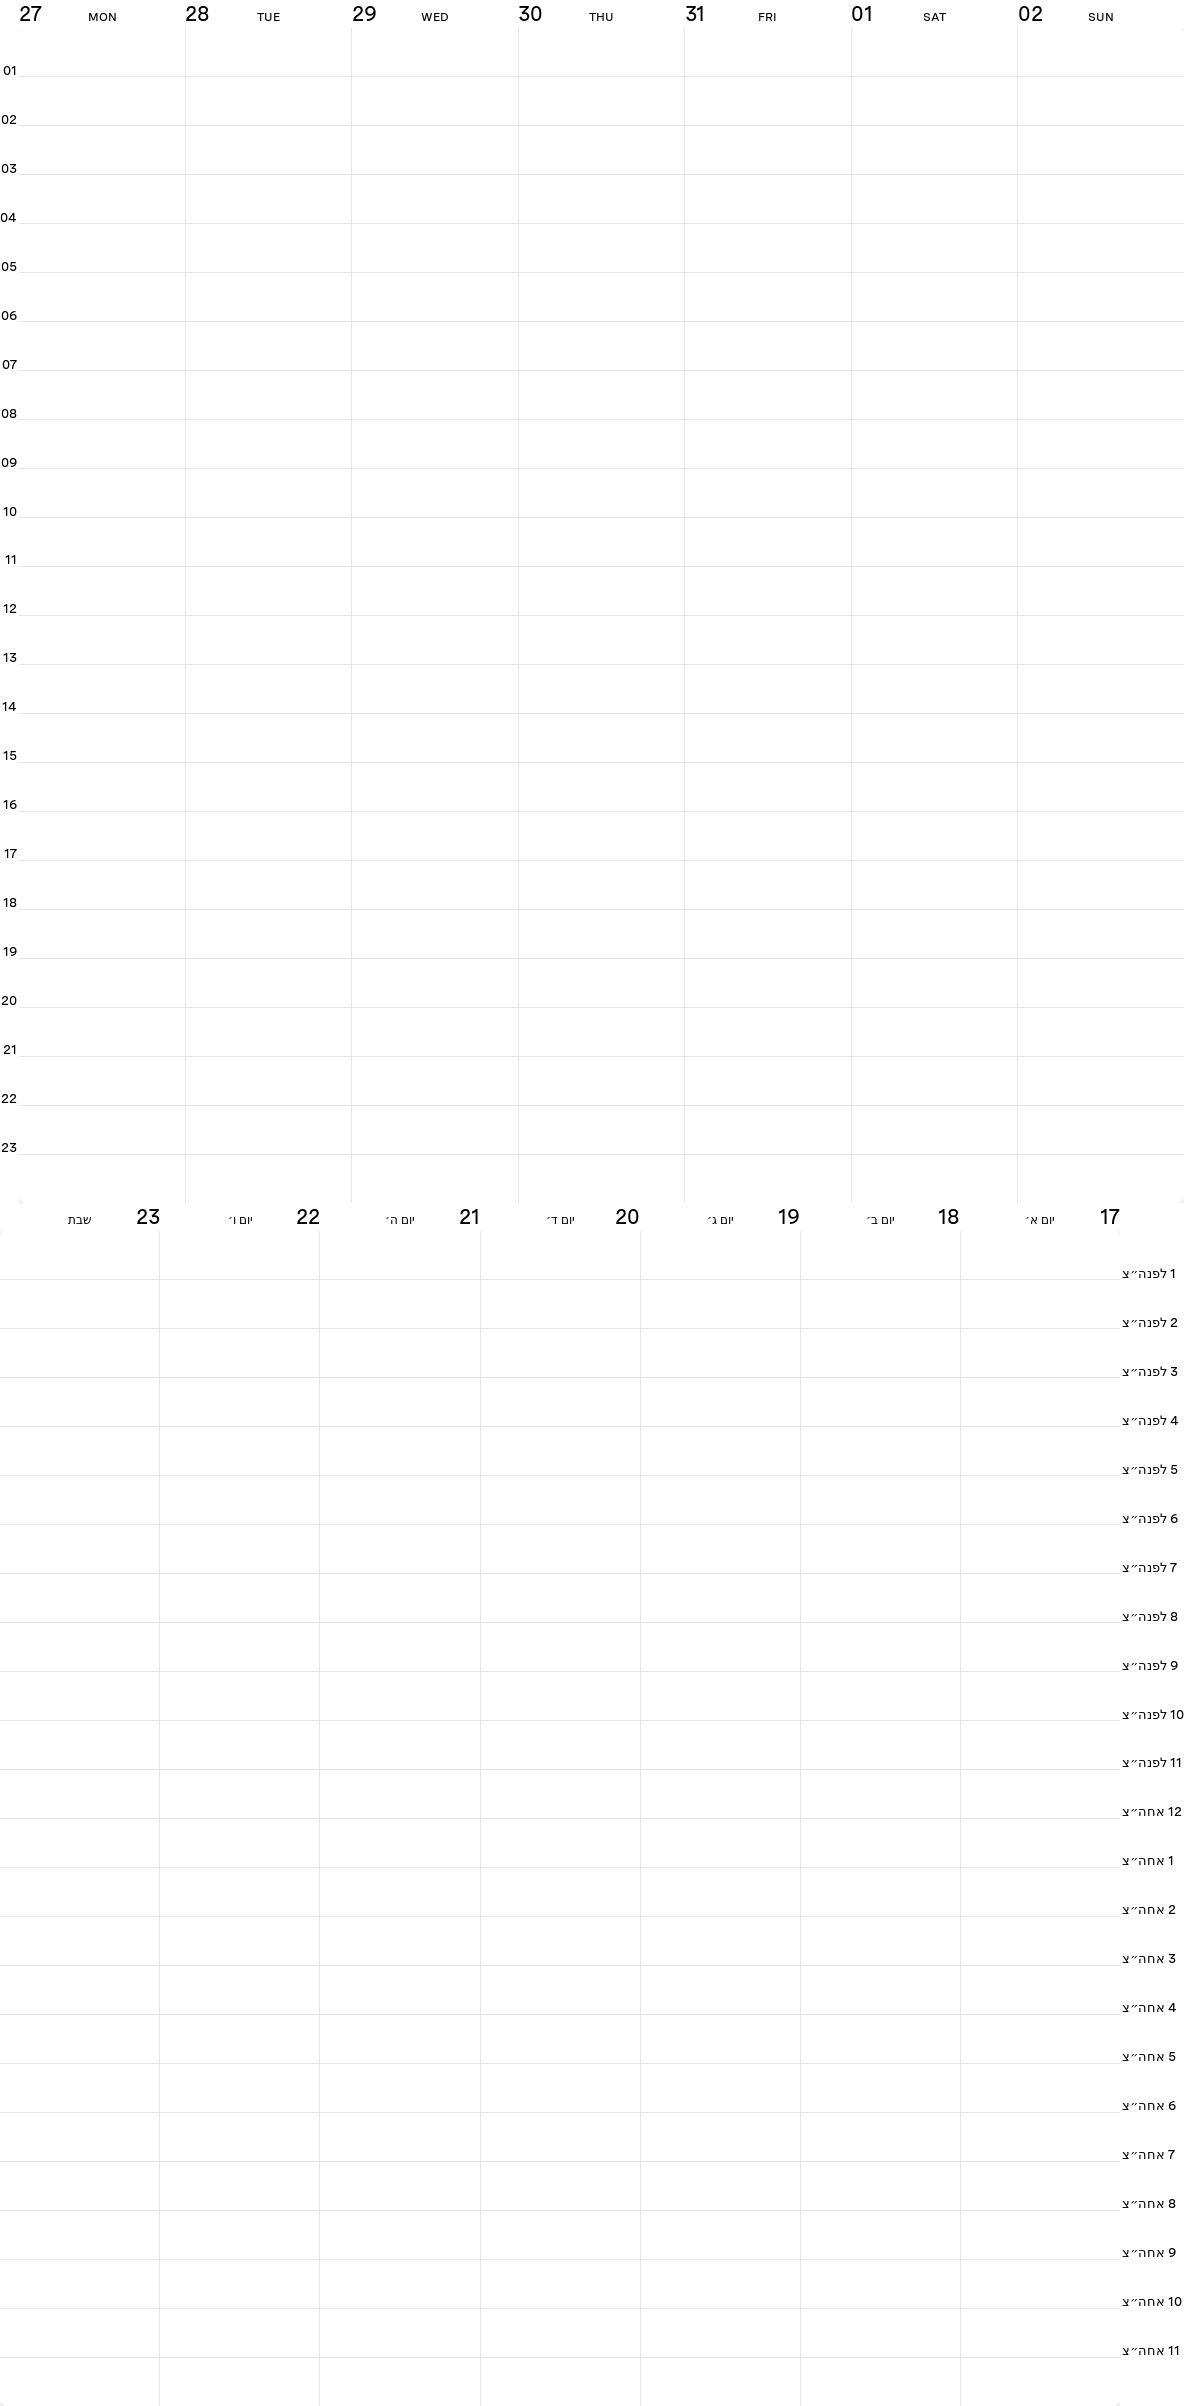 27 MON 28 TUE 29 WED 30 THU 31 FRI 01 SAT 02 SUN
01
02
03
04
05
06
07
08
09
10
11
12
13
14
15
16
17
18
19
20
21
22
23
17 יום א׳ 18 יום ב׳ 19 יום ג׳ 20 יום ד׳ 21 יום ה׳ 22 יום ו׳ 23 שבת
1 לפנה״צ
2 לפנה״צ
3 לפנה״צ
4 לפנה״צ
5 לפנה״צ
6 לפנה״צ
7 לפנה״צ
8 לפנה״צ
9 לפנה״צ
10 לפנה״צ
11 לפנה״צ
12 אחה״צ
1 אחה״צ
2 אחה״צ
3 אחה״צ
4 אחה״צ
5 אחה״צ
6 אחה״צ
7 אחה״צ
8 אחה״צ
9 אחה״צ
10 אחה״צ
11 אחה״צ